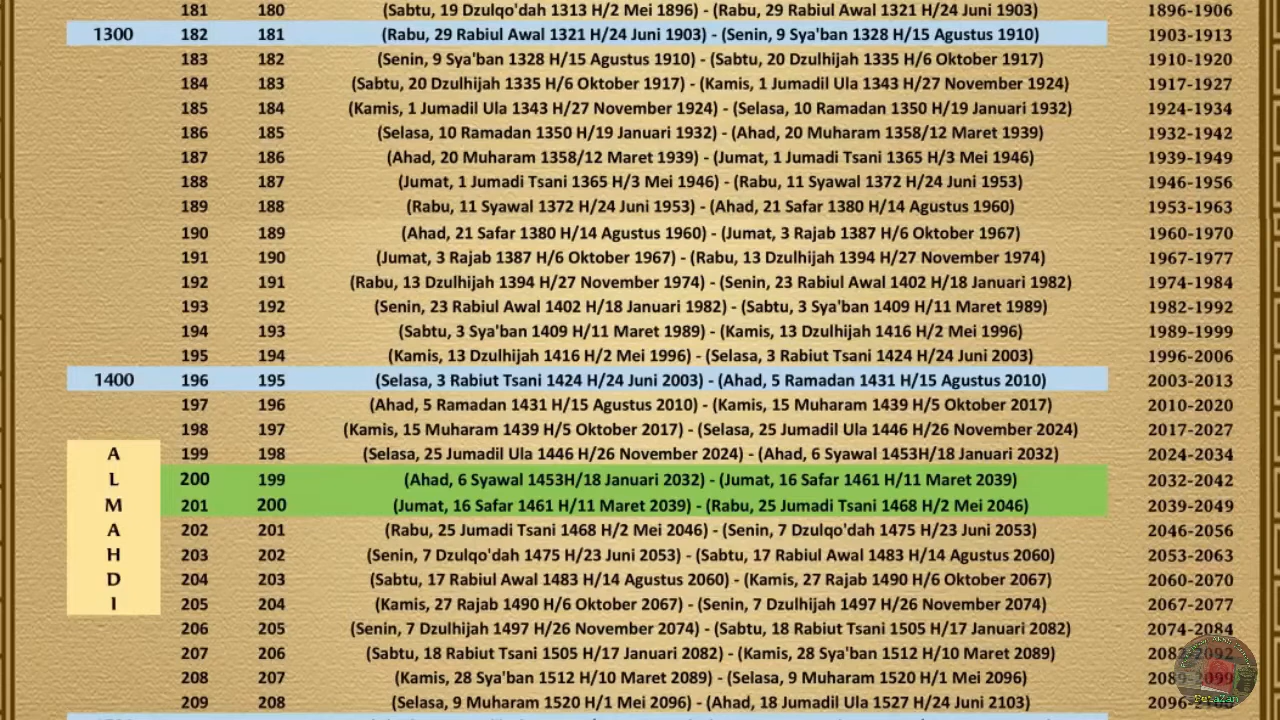 181 180 (Sabtu, 19 Dzulqo'dah 1313 H/2 Mei 1896) - (Rabu, 29 Rabiul Awal 1321 H/24 Juni 1903) 1896-1906
1300 182 181 (Rabu, 29 Rabiul Awal 1321 H/24 Juni 1903) - (Senin, 9 Sya'ban 1328 H/15 Agustus 1910) 1903-1913
183 182 (Senin, 9 Sya'ban 1328 H/15 Agustus 1910) - (Sabtu, 20 Dzulhijah 1335 H/6 Oktober 1917) 1910-1920
184 183 (Sabtu, 20 Dzulhijah 1335 H/6 Oktober 1917) - (Kamis, 1 Jumadil Ula 1343 H/27 November 1924) 1917-1927
185 184 (Kamis, 1 Jumadil Ula 1343 H/27 November 1924) - (Selasa, 10 Ramadan 1350 H/19 Januari 1932) 1924-1934
186 185 (Selasa, 10 Ramadan 1350 H/19 Januari 1932) - (Ahad, 20 Muharam 1358/12 Maret 1939) 1932-1942
187 186 (Ahad, 20 Muharam 1358/12 Maret 1939) - (Jumat, 1 Jumadi Tsani 1365 H/3 Mei 1946) 1939-1949
188 187 (Jumat, 1 Jumadi Tsani 1365 H/3 Mei 1946) - (Rabu, 11 Syawal 1372 H/24 Juni 1953) 1946-1956
189 188 (Rabu, 11 Syawal 1372 H/24 Juni 1953) - (Ahad, 21 Safar 1380 H/14 Agustus 1960) 1953-1963
190 189 (Ahad, 21 Safar 1380 H/14 Agustus 1960) - (Jumat, 3 Rajab 1387 H/6 Oktober 1967) 1960-1970
191 190 (Jumat, 3 Rajab 1387 H/6 Oktober 1967) - (Rabu, 13 Dzulhijah 1394 H/27 November 1974) 1967-1977
192 191 (Rabu, 13 Dzulhijah 1394 H/27 November 1974) - (Senin, 23 Rabiul Awal 1402 H/18 Januari 1982) 1974-1984
193 192 (Senin, 23 Rabiul Awal 1402 H/18 Januari 1982) - (Sabtu, 3 Sya'ban 1409 H/11 Maret 1989) 1982-1992
194 193 (Sabtu, 3 Sya'ban 1409 H/11 Maret 1989) - (Kamis, 13 Dzulhijah 1416 H/2 Mei 1996) 1989-1999
195 194 (Kamis, 13 Dzulhijah 1416 H/2 Mei 1996) - (Selasa, 3 Rabiut Tsani 1424 H/24 Juni 2003) 1996-2006
1400 196 195 (Selasa, 3 Rabiut Tsani 1424 H/24 Juni 2003) - (Ahad, 5 Ramadan 1431 H/15 Agustus 2010) 2003-2013
197 196 (Ahad, 5 Ramadan 1431 H/15 Agustus 2010) - (Kamis, 15 Muharam 1439 H/5 Oktober 2017) 2010-2020
198 197 (Kamis, 15 Muharam 1439 H/5 Oktober 2017) - (Selasa, 25 Jumadil Ula 1446 H/26 November 2024) 2017-2027
A 199 198 (Selasa, 25 Jumadil Ula 1446 H/26 November 2024) - (Ahad, 6 Syawal 1453H/18 Januari 2032) 2024-2034
L 200 199 (Ahad, 6 Syawal 1453H/18 Januari 2032) - (Jumat, 16 Safar 1461 H/11 Maret 2039) 2032-2042
M 201 200 (Jumat, 16 Safar 1461 H/11 Maret 2039) - (Rabu, 25 Jumadi Tsani 1468 H/2 Mei 2046) 2039-2049
A 202 201 (Rabu, 25 Jumadi Tsani 1468 H/2 Mei 2046) - (Senin, 7 Dzulqo'dah 1475 H/23 Juni 2053) 2046-2056
H 203 202 (Senin, 7 Dzulqo'dah 1475 H/23 Juni 2053) - (Sabtu, 17 Rabiul Awal 1483 H/14 Agustus 2060) 2053-2063
D 204 203 (Sabtu, 17 Rabiul Awal 1483 H/14 Agustus 2060) - (Kamis, 27 Rajab 1490 H/6 Oktober 2067) 2060-2070
I 205 204 (Kamis, 27 Rajab 1490 H/6 Oktober 2067) - (Senin, 7 Dzulhijah 1497 H/26 November 2074) 2067-2077
206 205 (Senin, 7 Dzulhijah 1497 H/26 November 2074) - (Sabtu, 18 Rabiut Tsani 1505 H/17 Januari 2082) 2074-2084
207 206 (Sabtu, 18 Rabiut Tsani 1505 H/17 Januari 2082) - (Kamis, 28 Sya'ban 1512 H/10 Maret 2089) 2082-2092
208 207 (Kamis, 28 Sya'ban 1512 H/10 Maret 2089) - (Selasa, 9 Muharam 1520 H/1 Mei 2096) 2089-2099
209 208 (Selasa, 9 Muharam 1520 H/1 Mei 2096) - (Ahad, 18 Jumadil Ula 1527 H/24 Juni 2103)
PetaZan